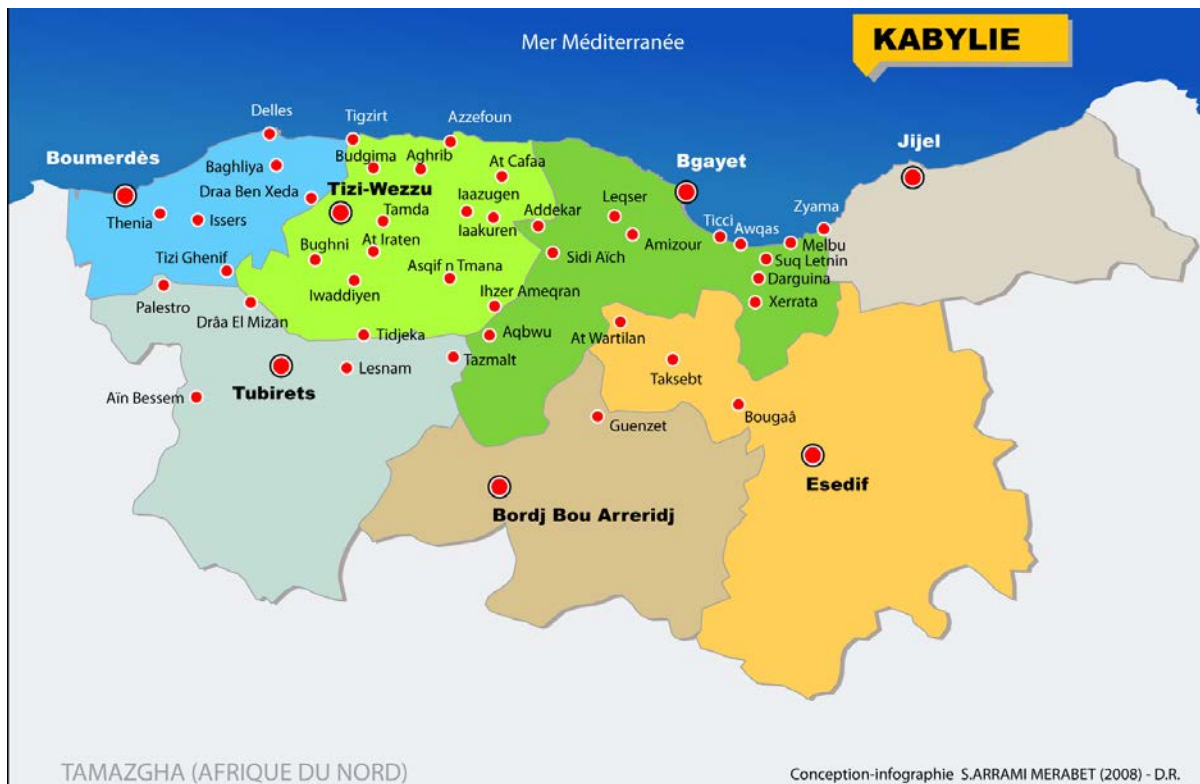 Mer Méditerranée
KABYLIE
Delles
Tigzirt
Azzefoun
Boumerdès
Baghliya
Budgima
Aghrib
At Cafaa
Bgayet
Jijel
Draa Ben Xeda
Tizi-Wezzu
Iaazugen
Leqser
Thenia
Issers
Tamda
Iaakuren
Addekar
Ticci
Awqas
Zyama
Amizour
Melbu
Bughni
At Iraten
Sidi Aïch
Suq Letnin
Tizi Ghenif
Asqif n Tmana
Darguina
Palestro
Iwaddiyen
Ihzer Ameqran
Xerrata
Drâa El Mizan
Tidjeka
Aqbwu
At Wartilan
Tubirets
Lesnam
Tazmalt
Taksebt
Aïn Bessem
Guenzet
Bougaâ
Esedif
Bordj Bou Arreridj
TAMAZGHA (AFRIQUE DU NORD)
Conception-infographie S.ARRAMI MERABET (2008) - D.R.